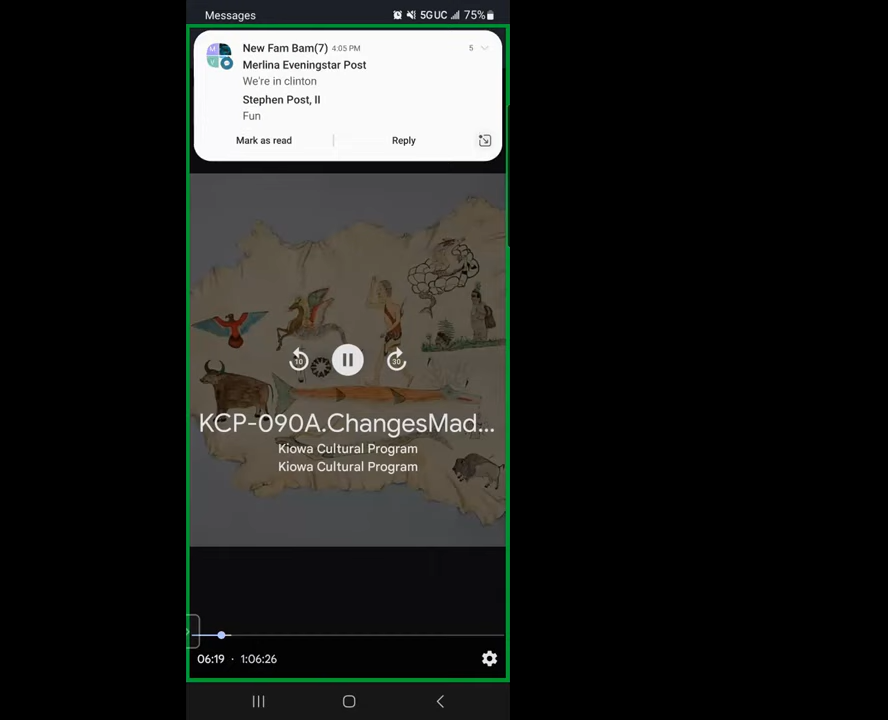 Messages 5GUC 75%
New Fam Bam(7) 4:05 PM 5
Merlina Eveningstar Post
We're in clinton
Stephen Post, II
Fun
Mark as read Reply
10 30
KCP-090A.ChangesMad...
Kiowa Cultural Program
Kiowa Cultural Program
06:19 · 1:06:26